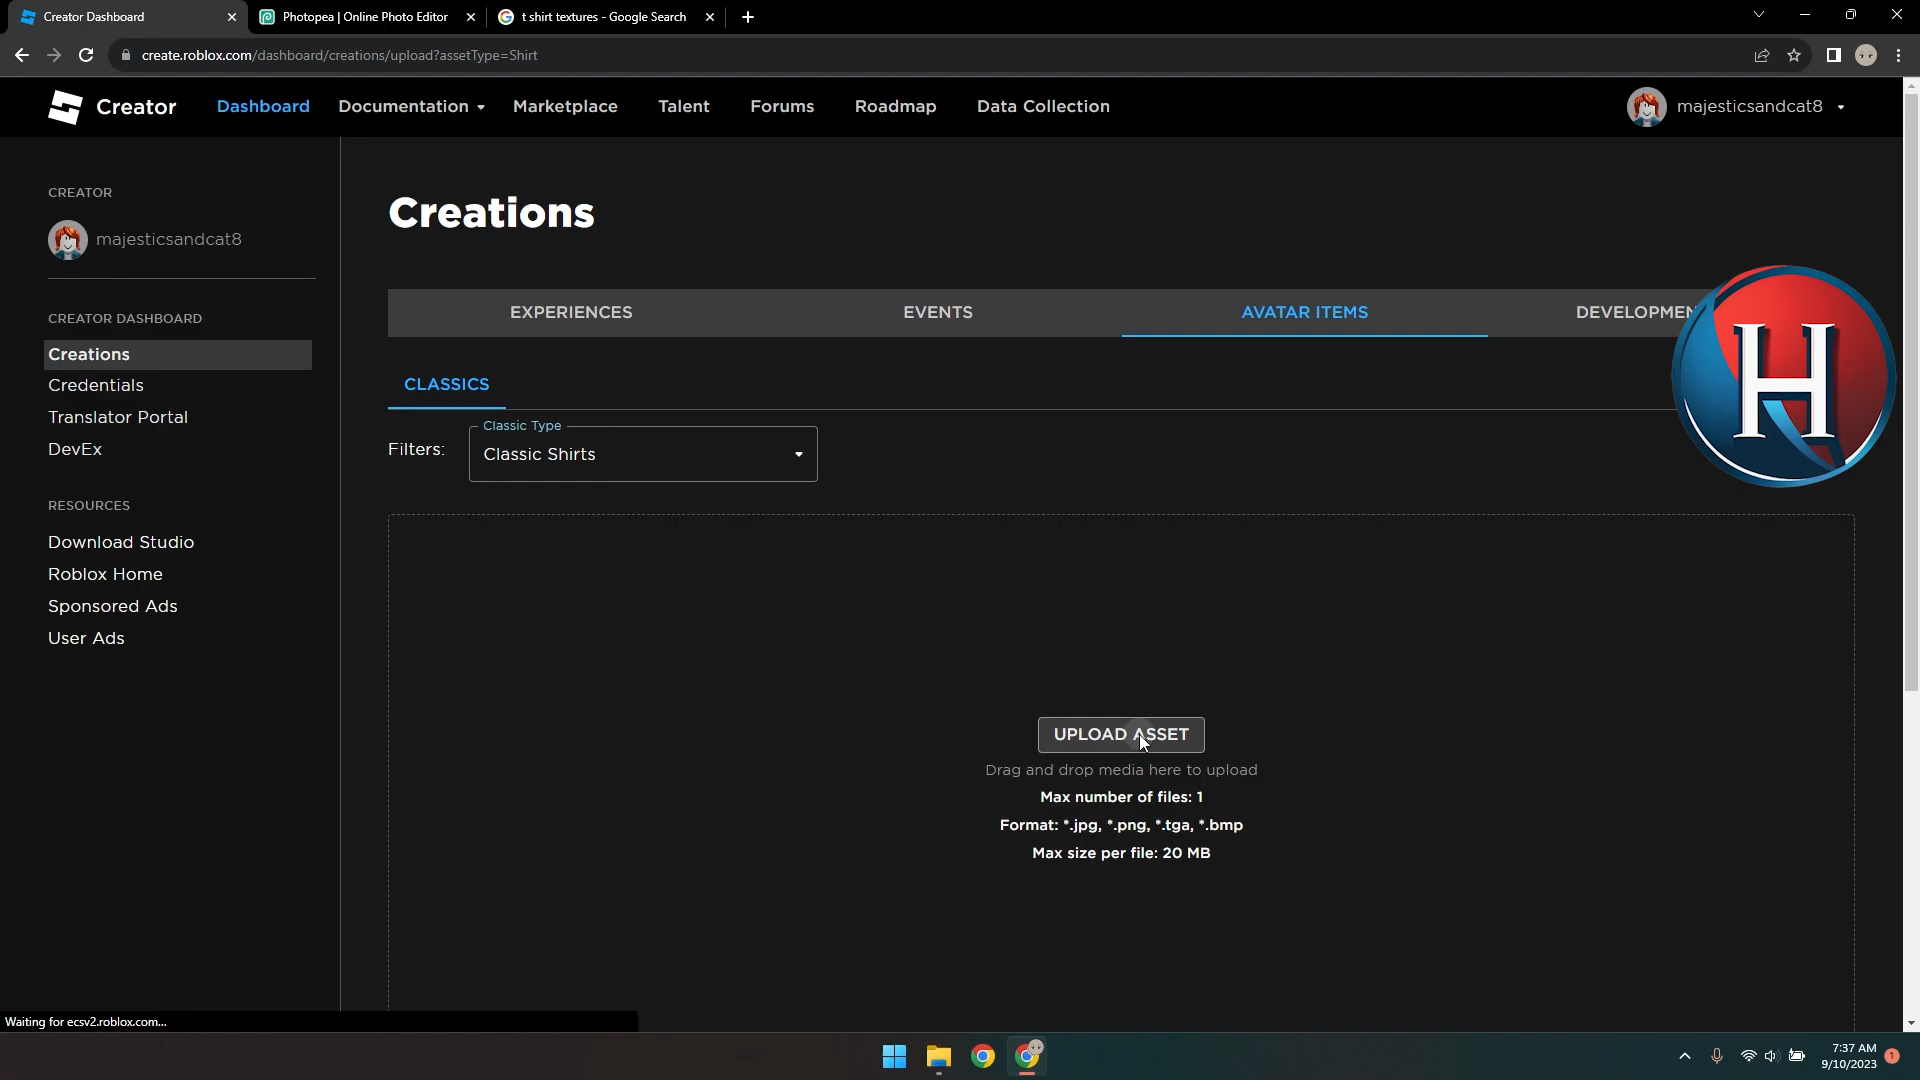 Creator Dashboard
Photopea | Online Photo Editor
t shirt textures - Google Search
create.roblox.com/dashboard/creations/upload?assetType=Shirt
Creator
Dashboard
Documentation
Marketplace
Talent
Forums
Roadmap
Data Collection
majesticsandcat8
CREATOR
majesticsandcat8
CREATOR DASHBOARD
Creations
Credentials
Translator Portal
DevEx
RESOURCES
Download Studio
Roblox Home
Sponsored Ads
User Ads
Creations
EXPERIENCES
EVENTS
AVATAR ITEMS
DEVELOPMEN
H
CLASSICS
Filters:
Classic Type
Classic Shirts
UPLOAD ASSET
Drag and drop media here to upload
Max number of files: 1
Format: *.jpg, *.png, *.tga, *.bmp
Max size per file: 20 MB
Waiting for ecsv2.roblox.com...
7:37 AM
9/10/2023
1